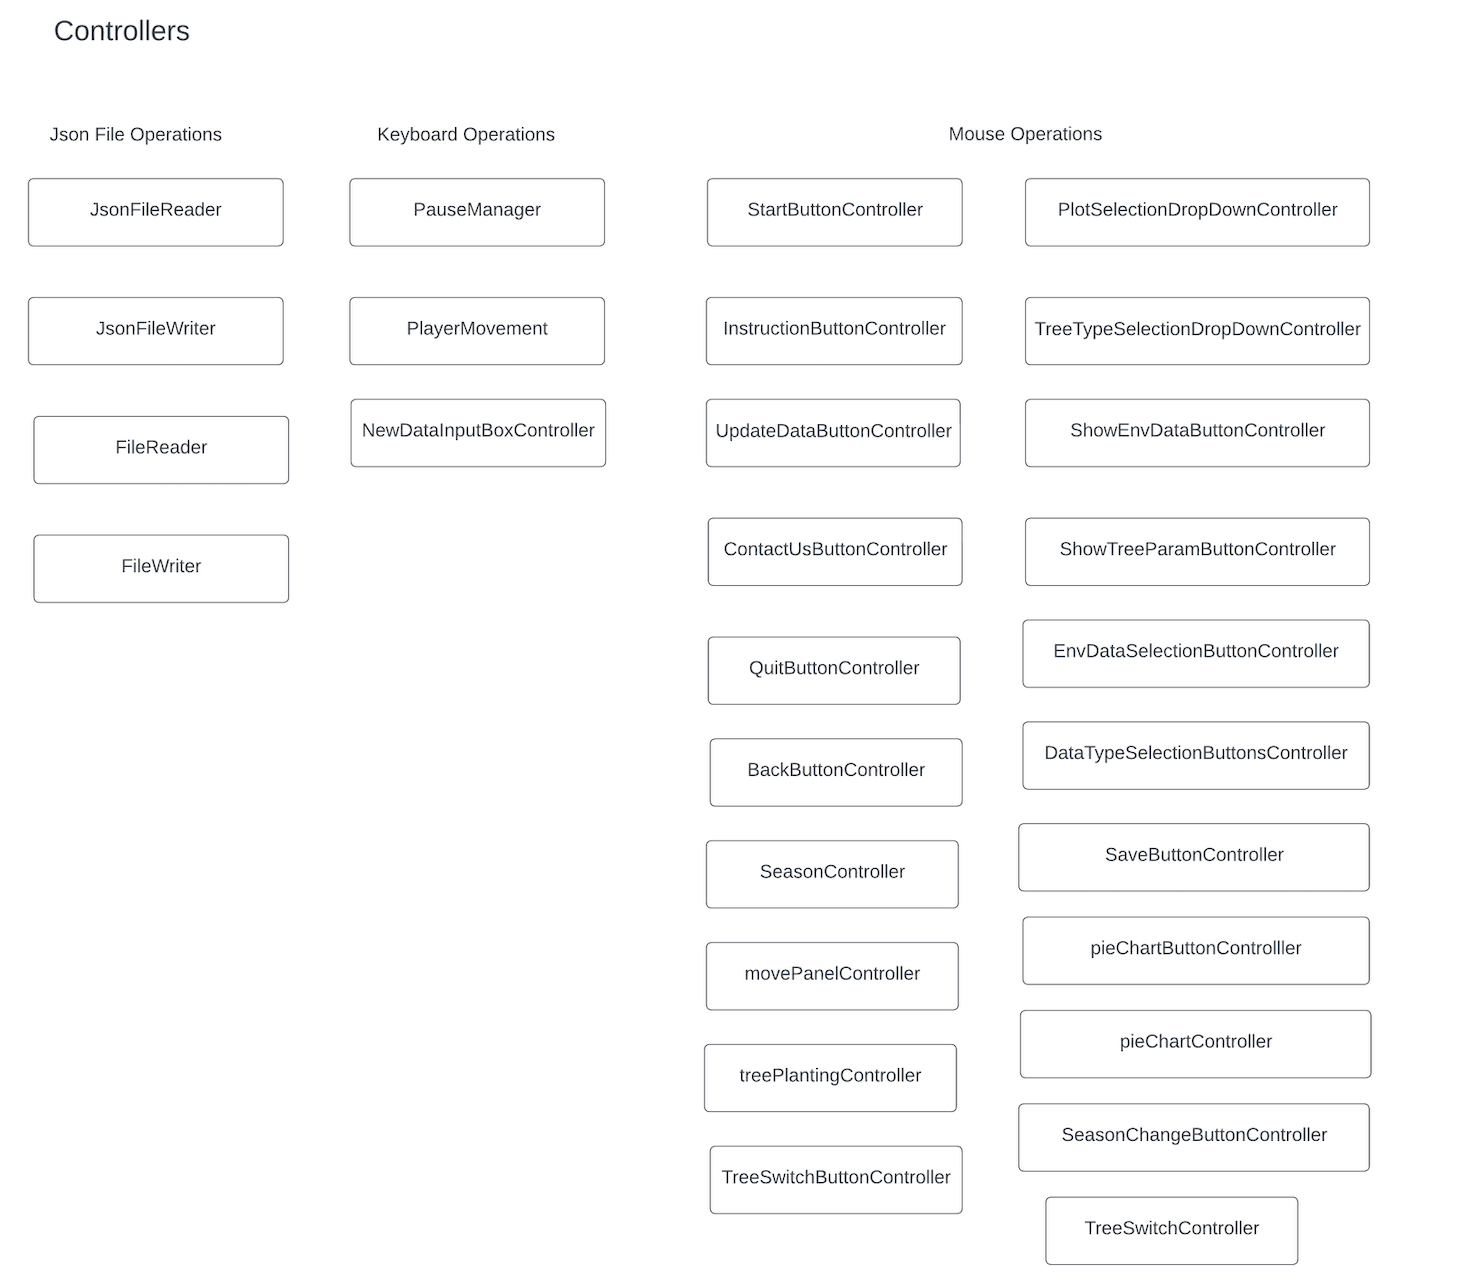 Controllers
Json File Operations
JsonFileReader
JsonFileWriter
FileReader
FileWriter
Keyboard Operations
PauseManager
PlayerMovement
NewDataInputBoxController
Mouse Operations
StartButtonController
InstructionButtonController
UpdateDataButtonController
ContactUsButtonController
QuitButtonController
BackButtonController
SeasonController
movePanelController
treePlantingController
TreeSwitchButtonController
PlotSelectionDropDownController
TreeTypeSelectionDropDownController
ShowEnvDataButtonController
ShowTreeParamButtonController
EnvDataSelectionButtonController
DataTypeSelectionButtonsController
SaveButtonController
pieChartButtonControlller
pieChartController
SeasonChangeButtonController
TreeSwitchController